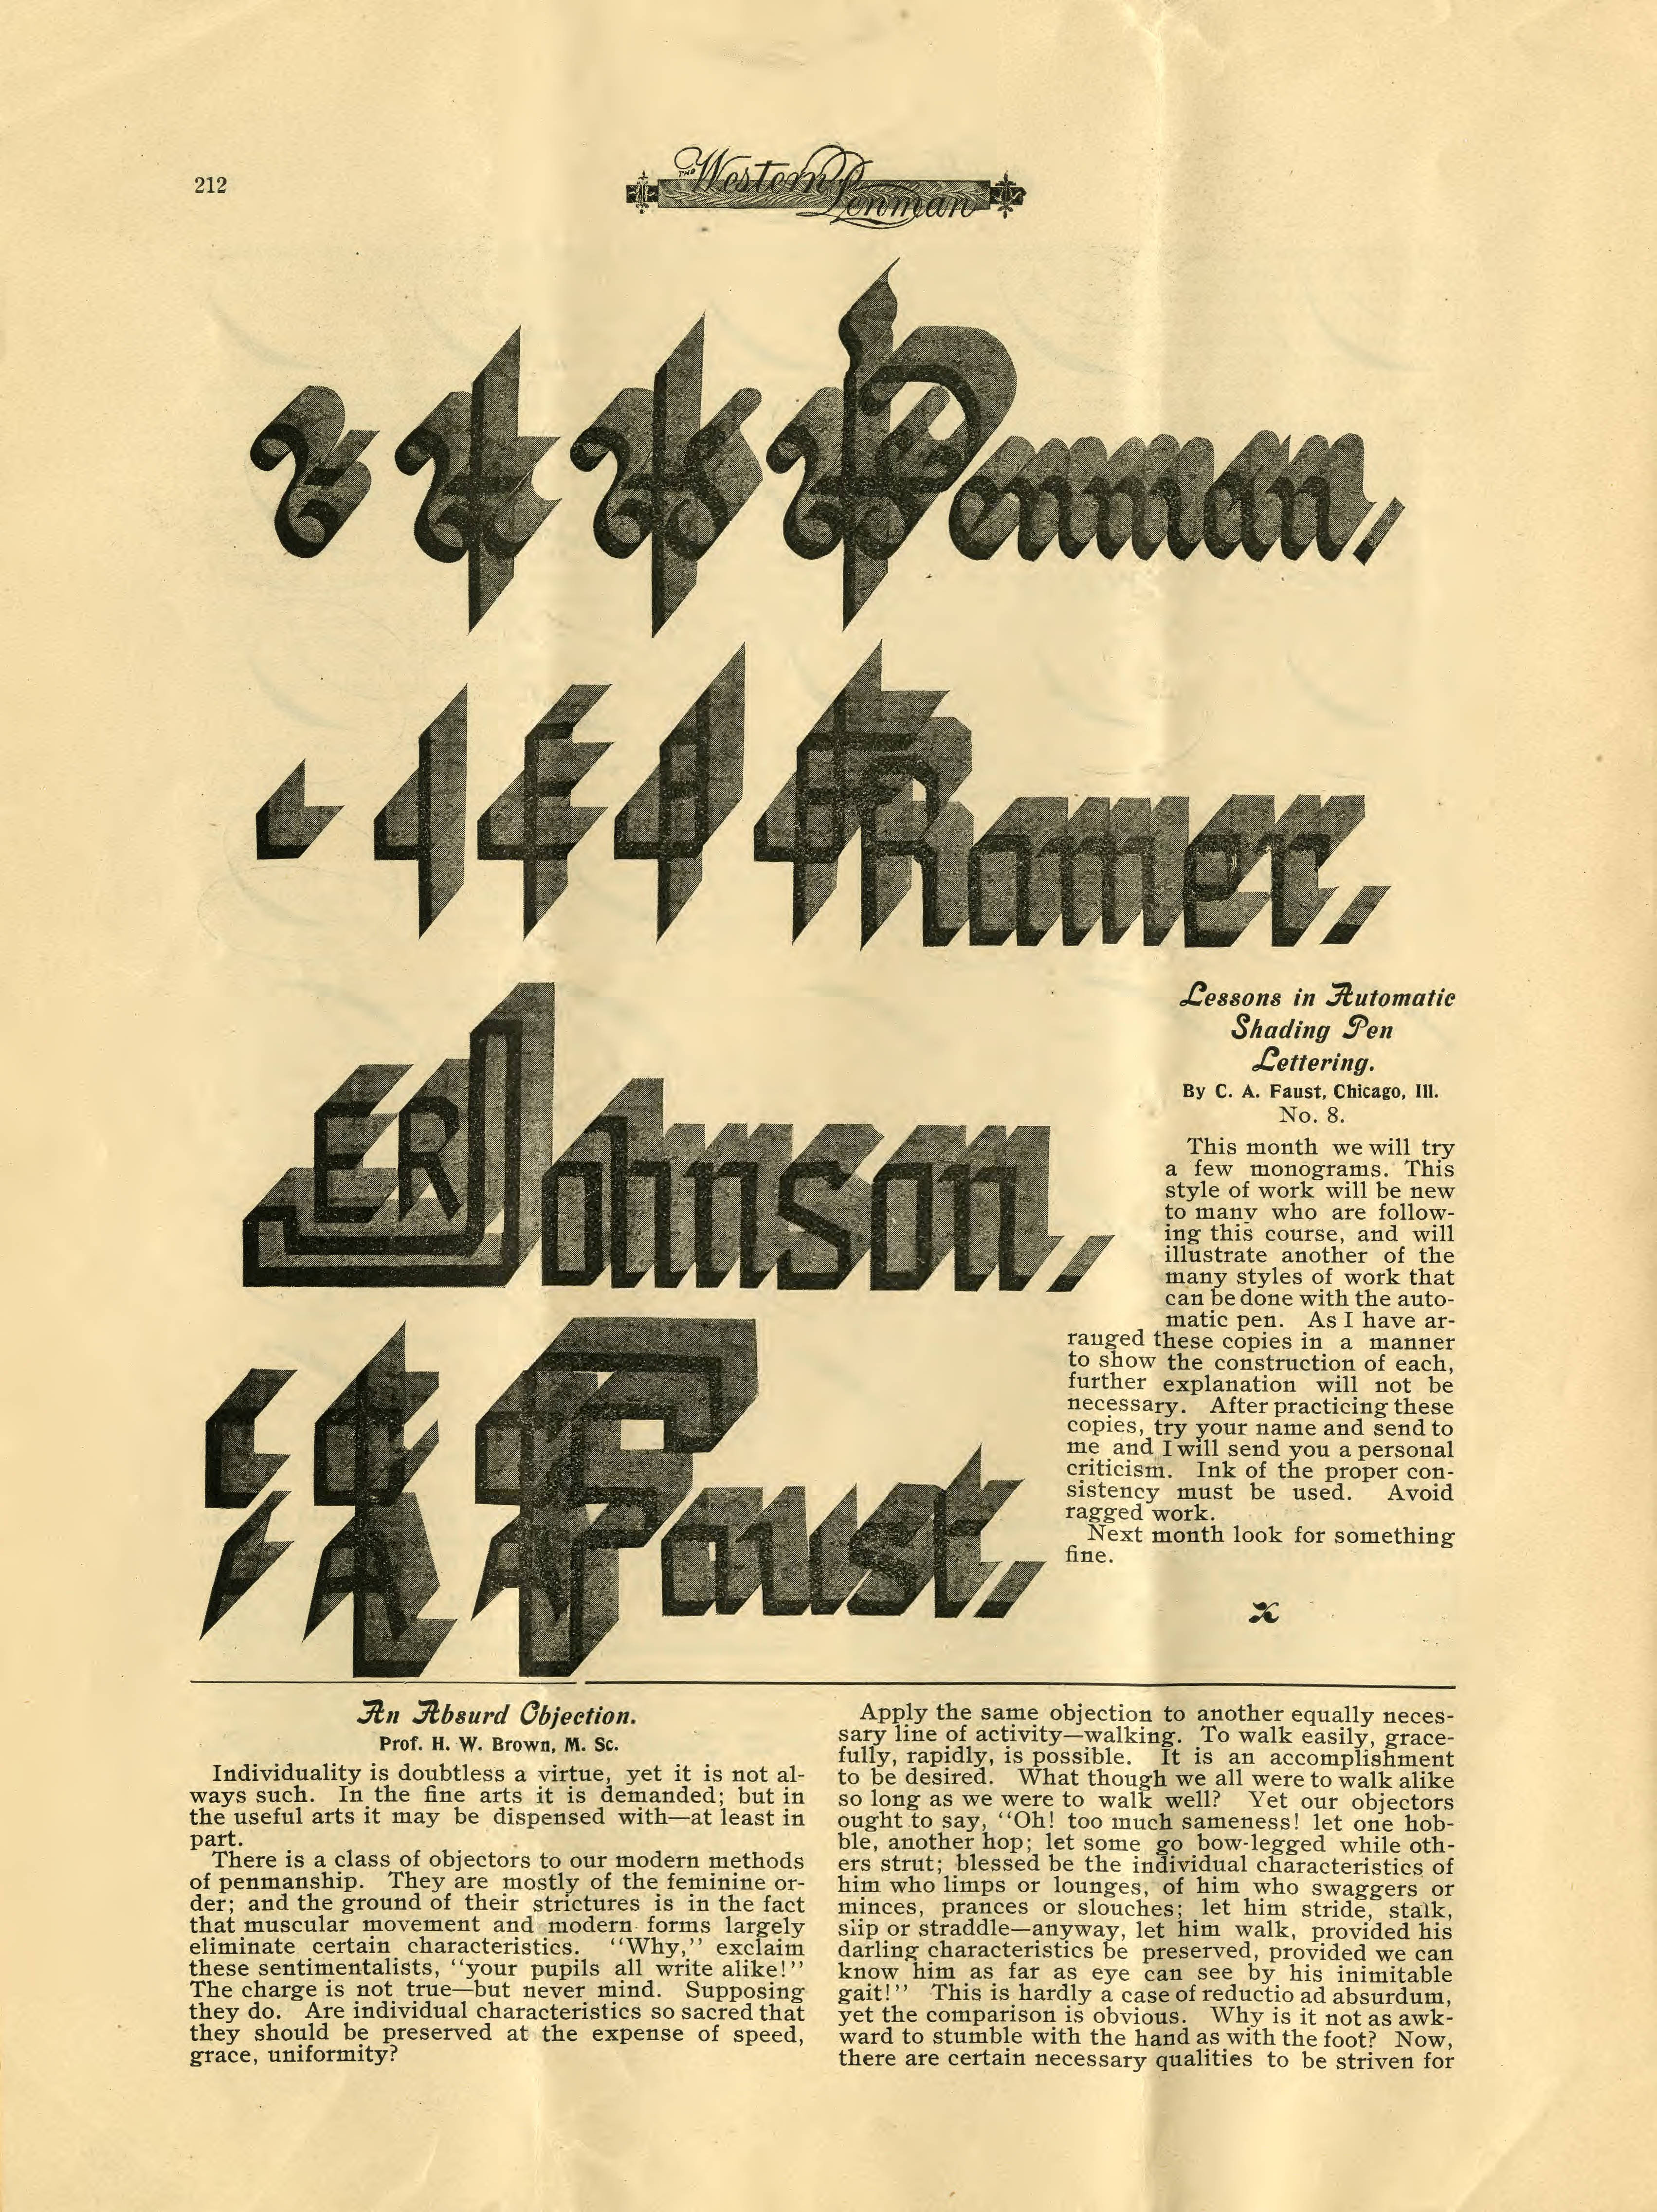 212
The Western Penman
Penman,
Ramer,
ER Johnson,
Faust,
Lessons in Automatic
Shading Pen
Lettering.
By C. A. Faust, Chicago, Ill.
No. 8.
This month we will try
a few monograms. This
style of work will be new
to many who are follow-
ing this course, and will
illustrate another of the
many styles of work that
can be done with the auto-
matic pen. As I have ar-
ranged these copies in a manner
to show the construction of each,
further explanation will not be
necessary. After practicing these
copies, try your name and send to
me and I will send you a personal
criticism. Ink of the proper con-
sistency must be used. Avoid
ragged work.
Next month look for something
fine.
An Absurd Objection.
Prof. H. W. Brown, M. Sc.
Individuality is doubtless a virtue, yet it is not al-
ways such. In the fine arts it is demanded; but in
the useful arts it may be dispensed with—at least in
part.
There is a class of objectors to our modern methods
of penmanship. They are mostly of the feminine or-
der; and the ground of their strictures is in the fact
that muscular movement and modern forms largely
eliminate certain characteristics. "Why," exclaim
these sentimentalists, "your pupils all write alike!"
The charge is not true—but never mind. Supposing
they do. Are individual characteristics so sacred that
they should be preserved at the expense of speed,
grace, uniformity?
Apply the same objection to another equally neces-
sary line of activity—walking. To walk easily, grace-
fully, rapidly, is possible. It is an accomplishment
to be desired. What though we all were to walk alike
so long as we were to walk well? Yet our objectors
ought to say, "Oh! too much sameness! let one hob-
ble, another hop; let some go bow-legged while oth-
ers strut; blessed be the individual characteristics of
him who limps or lounges, of him who swaggers or
minces, prances or slouches; let him stride, stalk,
slip or straddle—anyway, let him walk, provided his
darling characteristics be preserved, provided we can
know him as far as eye can see by his inimitable
gait!" This is hardly a case of reductio ad absurdum,
yet the comparison is obvious. Why is it not as awk-
ward to stumble with the hand as with the foot? Now,
there are certain necessary qualities to be striven for